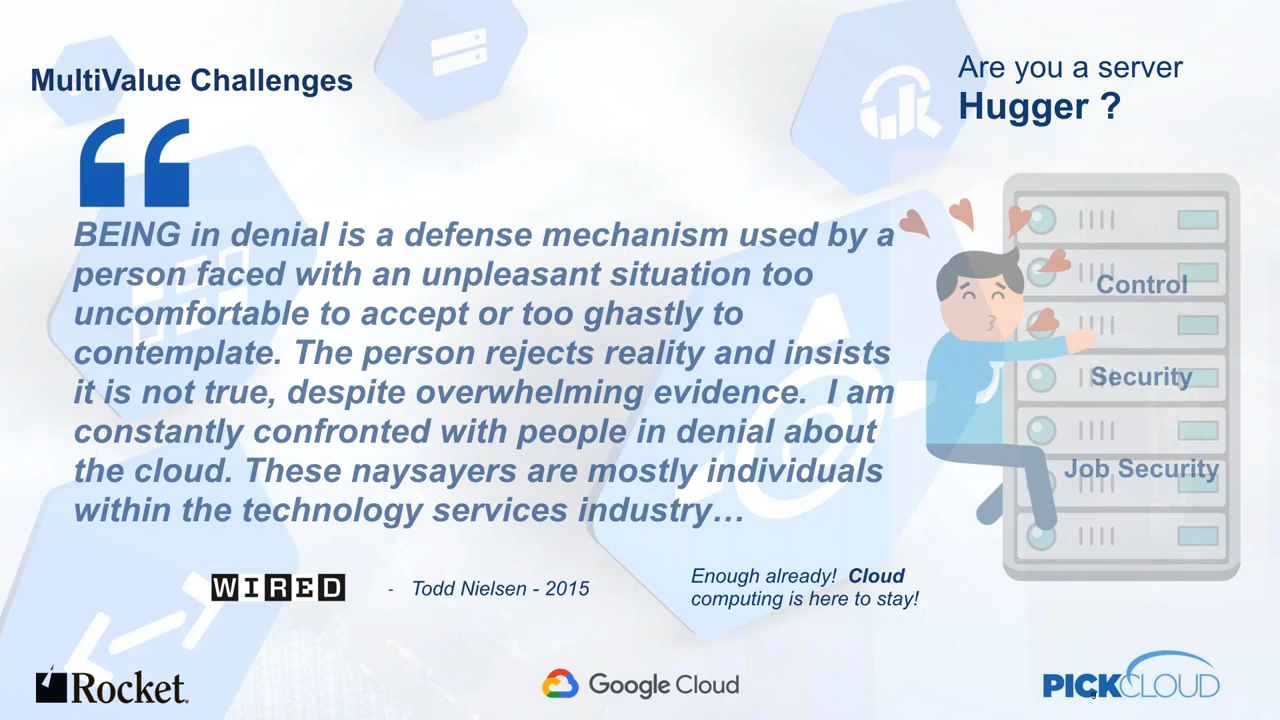 MultiValue Challenges
Are you a server
Hugger ?
“
BEING in denial is a defense mechanism used by a
person faced with an unpleasant situation too
uncomfortable to accept or too ghastly to
contemplate. The person rejects reality and insists
it is not true, despite overwhelming evidence.  I am
constantly confronted with people in denial about
the cloud. These naysayers are mostly individuals
within the technology services industry…
Control
Security
Job Security
WIRED - Todd Nielsen - 2015
Enough already!  Cloud
computing is here to stay!
Rocket.
Google Cloud
PICKCLOUD